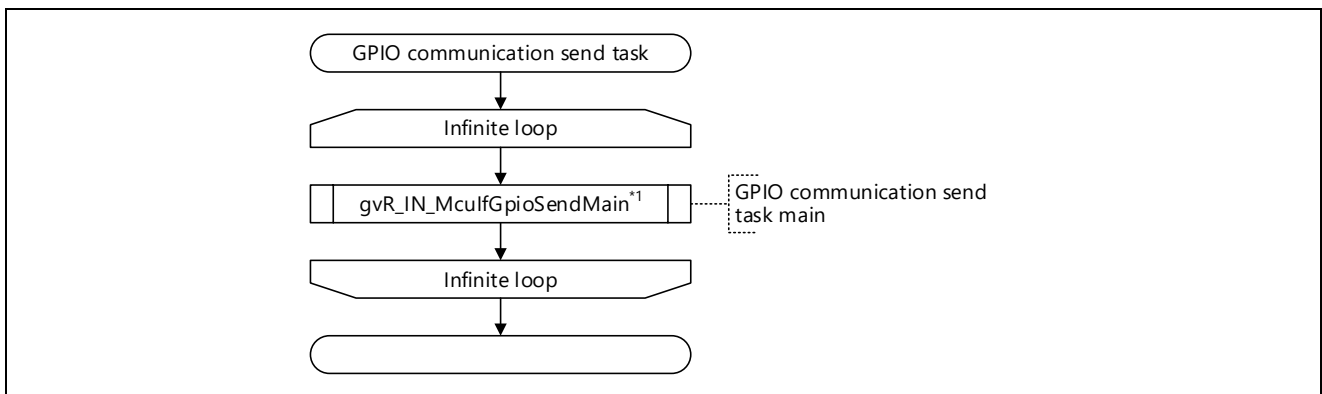 GPIO communication send task
Infinite loop
gvR_IN_McuIfGpioSendMain*1
GPIO communication send
task main
Infinite loop